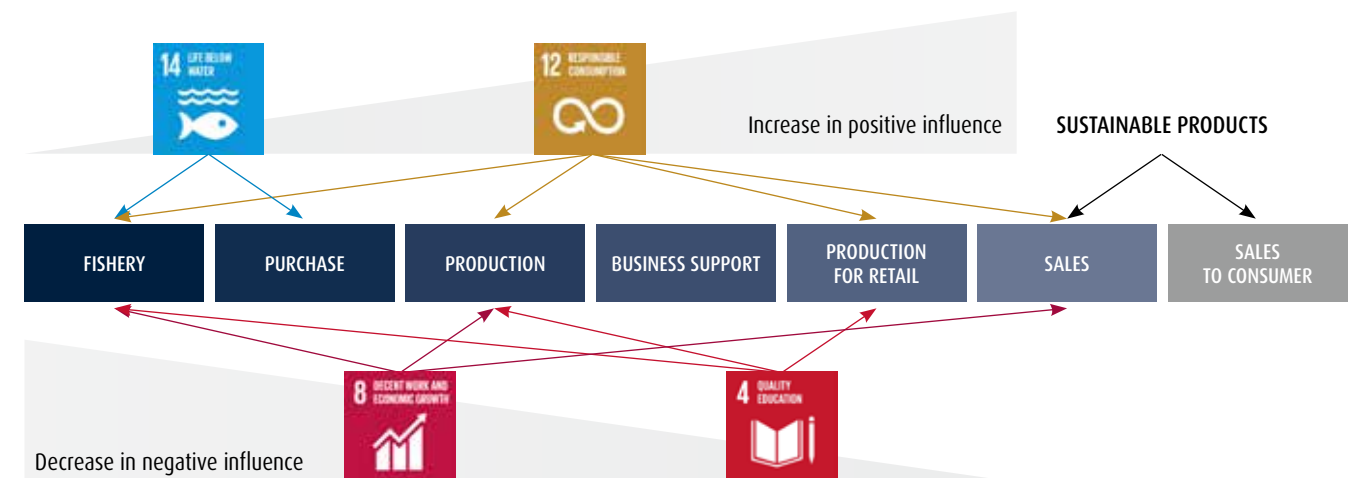 14 LIFE BELOW
WATER
12 RESPONSIBLE
CONSUMPTION
Increase in positive influence
SUSTAINABLE PRODUCTS
FISHERY
PURCHASE
PRODUCTION
BUSINESS SUPPORT
PRODUCTION
FOR RETAIL
SALES
SALES
TO CONSUMER
8 DECENT WORK AND
ECONOMIC GROWTH
4 QUALITY
EDUCATION
Decrease in negative influence